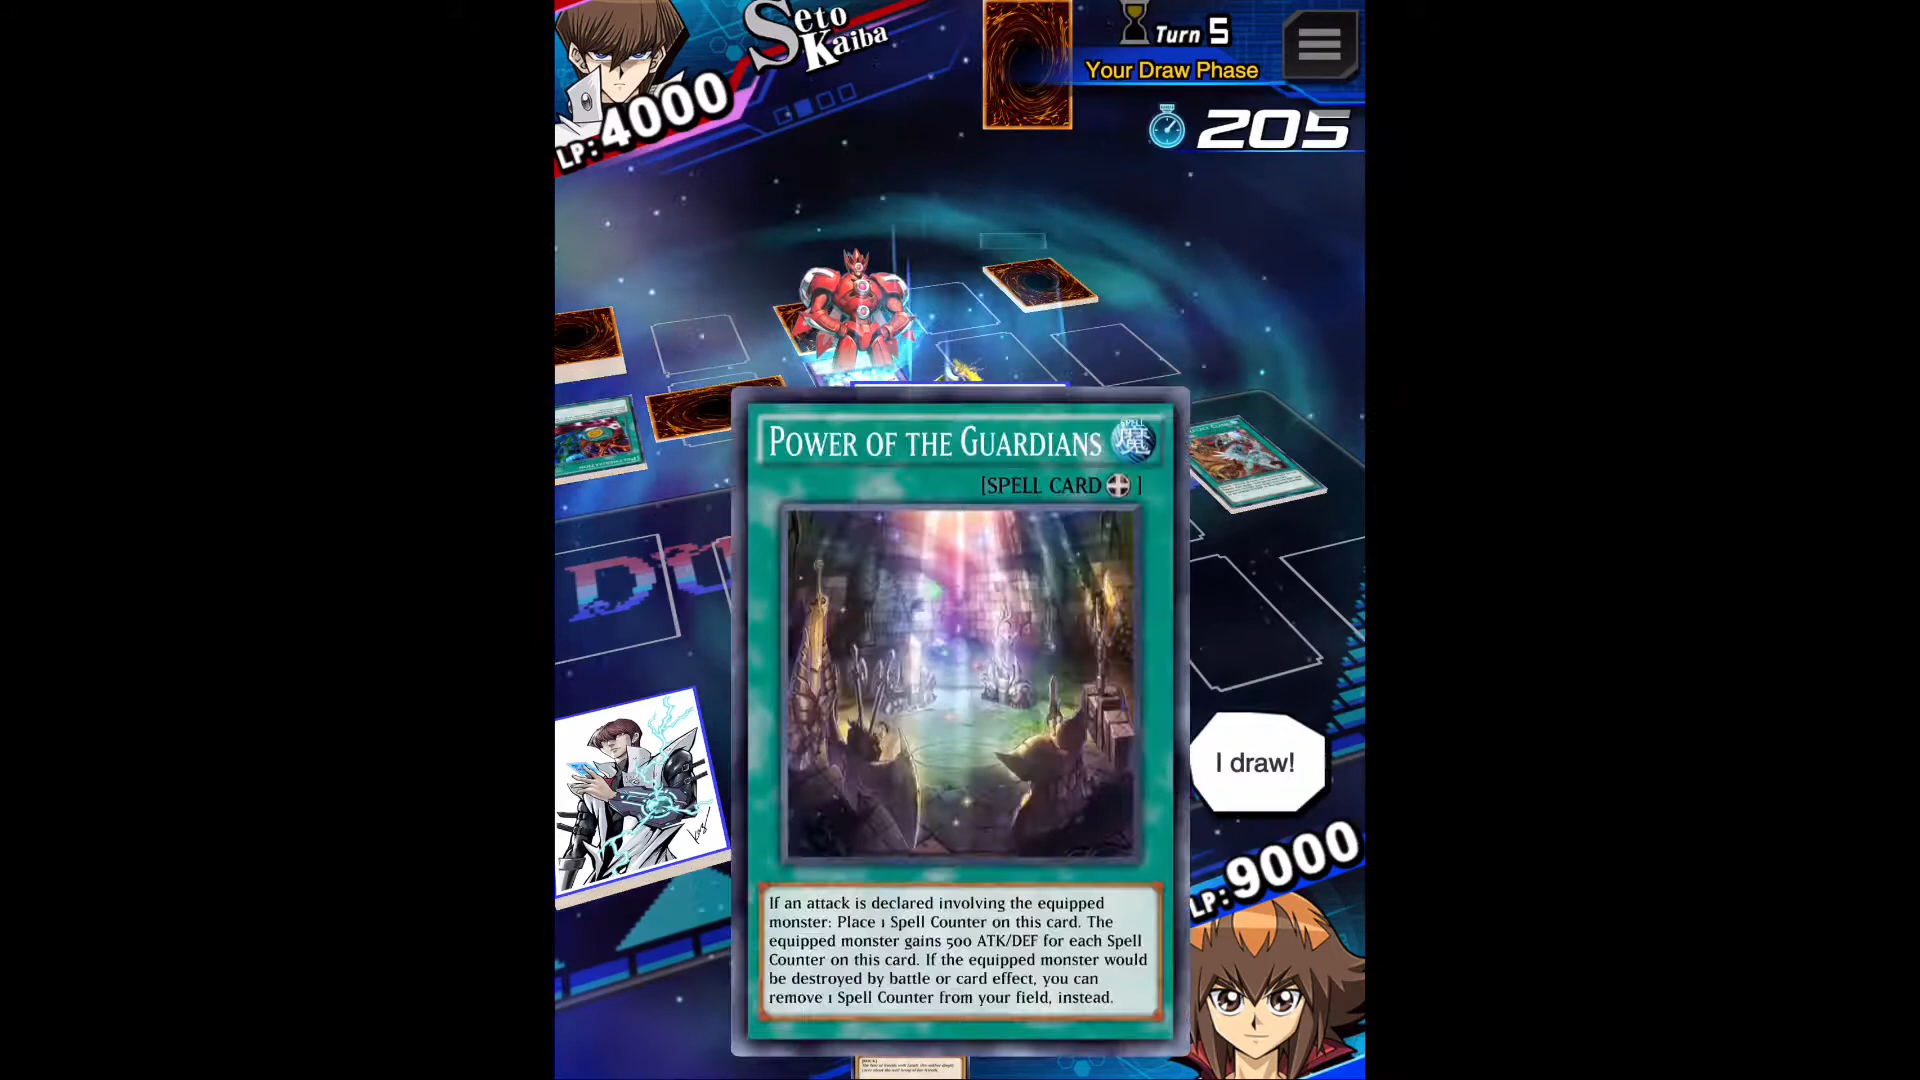 Seto
Kaiba
LP: 4000
Turn 5
Your Draw Phase
205
POWER OF THE GUARDIANS
SPELL
魔
[SPELL CARD ]
If an attack is declared involving the equipped
monster: Place 1 Spell Counter on this card. The
equipped monster gains 500 ATK/DEF for each Spell
Counter on this card. If the equipped monster would
be destroyed by battle or card effect, you can
remove 1 Spell Counter from your field, instead.
DU
I draw!
LP: 9000